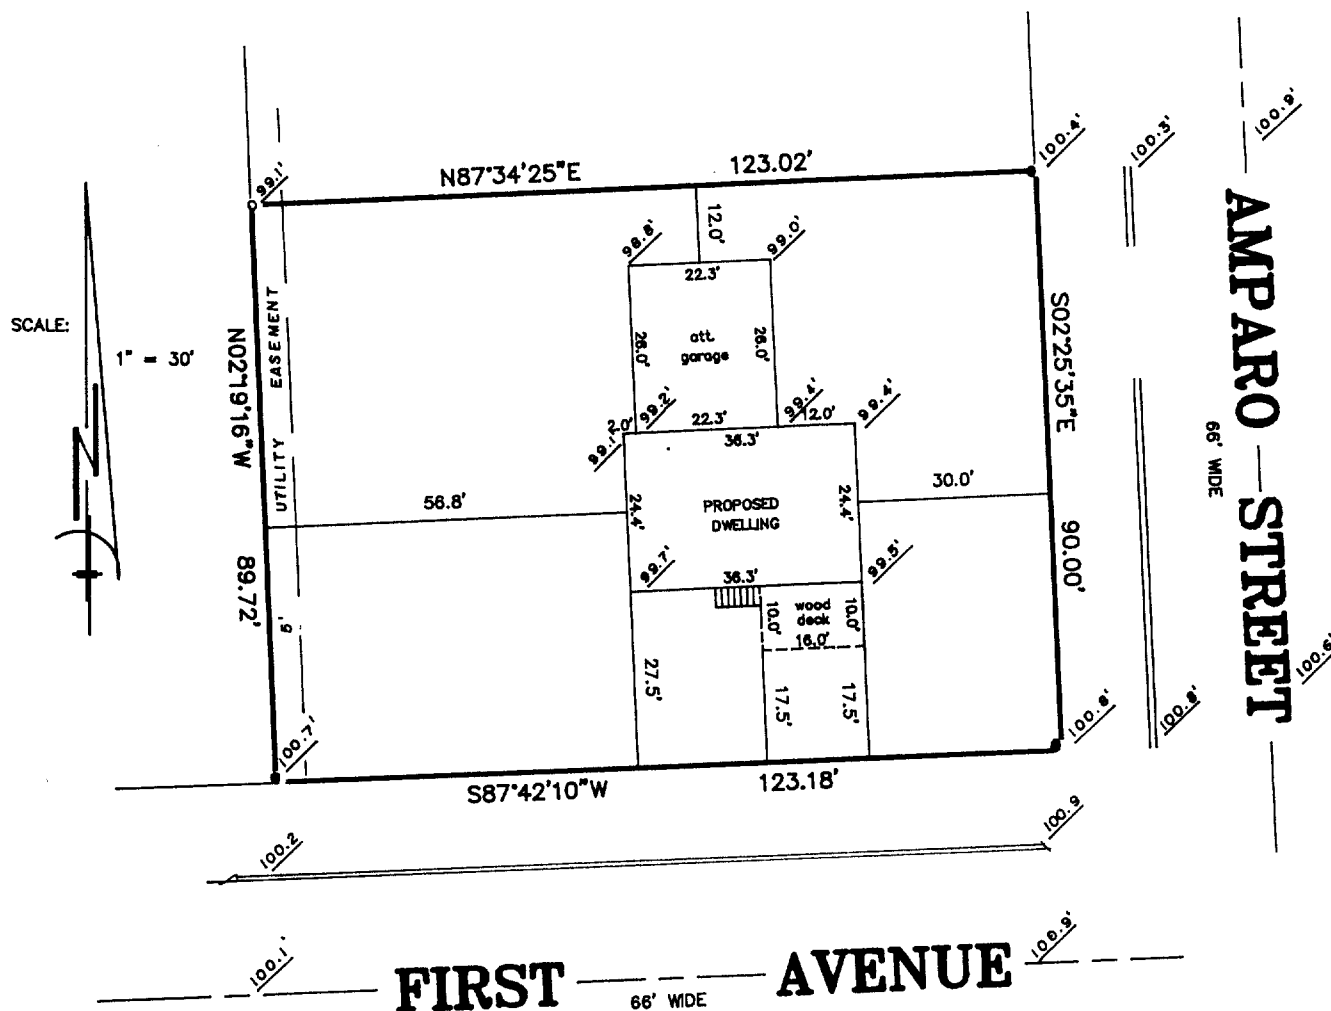 100.9'
100.3'
100.4'
99.1'
N87°34'25"E 123.02'
12.0'
98.8'
99.0'
22.3'
SCALE:
1" = 30'
N
N02°19'16"W 89.72'
UTILITY EASEMENT
5'
26.0'
att.
garage
26.0'
S02°25'35"E 90.00'
AMPARO STREET
66' WIDE
99.2'
99.4'
99.4'
2.0'
22.3'
12.0'
99.1'
36.3'
56.8'
24.4'
PROPOSED
DWELLING
24.4'
30.0'
99.7'
36.3'
99.5'
10.0'
wood
deck
16.0'
10.0'
27.5'
17.5'
17.5'
100.6'
100.8'
100.8'
100.7'
S87°42'10"W 123.18'
100.2
100.9
100.1'
100.9'
FIRST AVENUE
66' WIDE